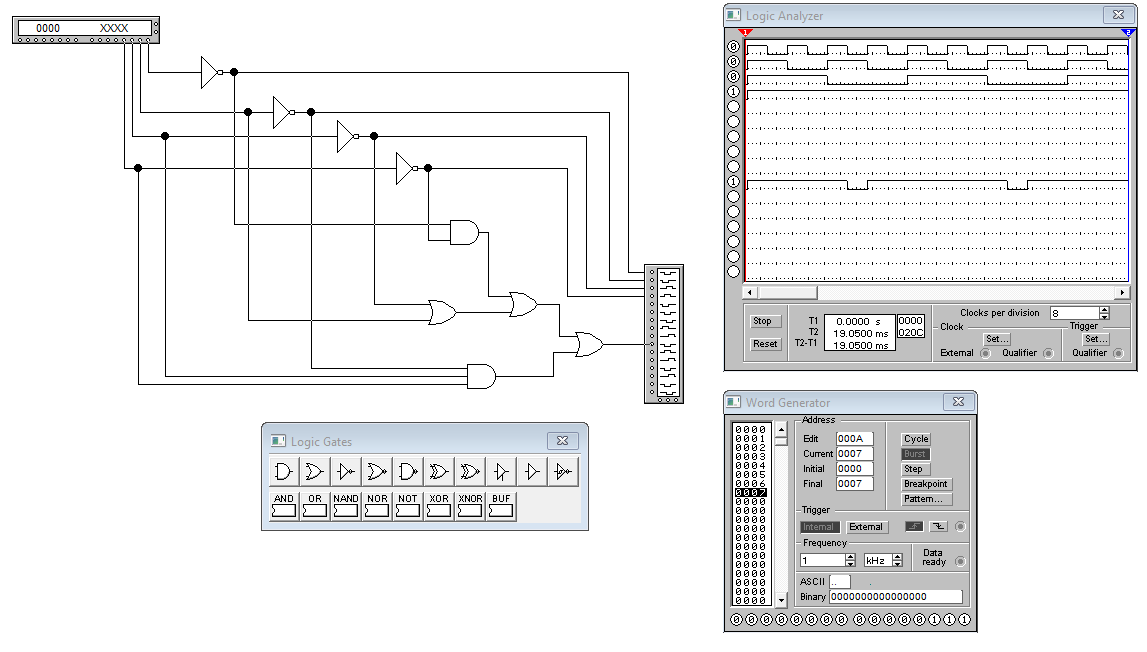 0000 XXXX
Logic Analyzer
1
2
0
0
0
1
1
Stop
Reset
T1
T2
T2-T1
0.0000 s
19.0500 ms
19.0500 ms
0000
020C
Clocks per division 8
Clock
Set...
External
Qualifier
Trigger
Set...
Qualifier
Word Generator
0000
0001
0002
0003
0004
0005
0006
0007
0000
0000
0000
0000
0000
0000
0000
0000
0000
0000
0000
0000
Address
Edit 000A
Current 0007
Initial 0000
Final 0007
Cycle
Burst
Step
Breakpoint
Pattern...
Trigger
Internal
External
Frequency
1 kHz
Data ready
ASCII ..
Binary 0000000000000000
0 0 0 0 0 0 0 0 0 0 0 0 0 1 1 1
Logic Gates
AND OR NAND NOR NOT XOR XNOR BUF